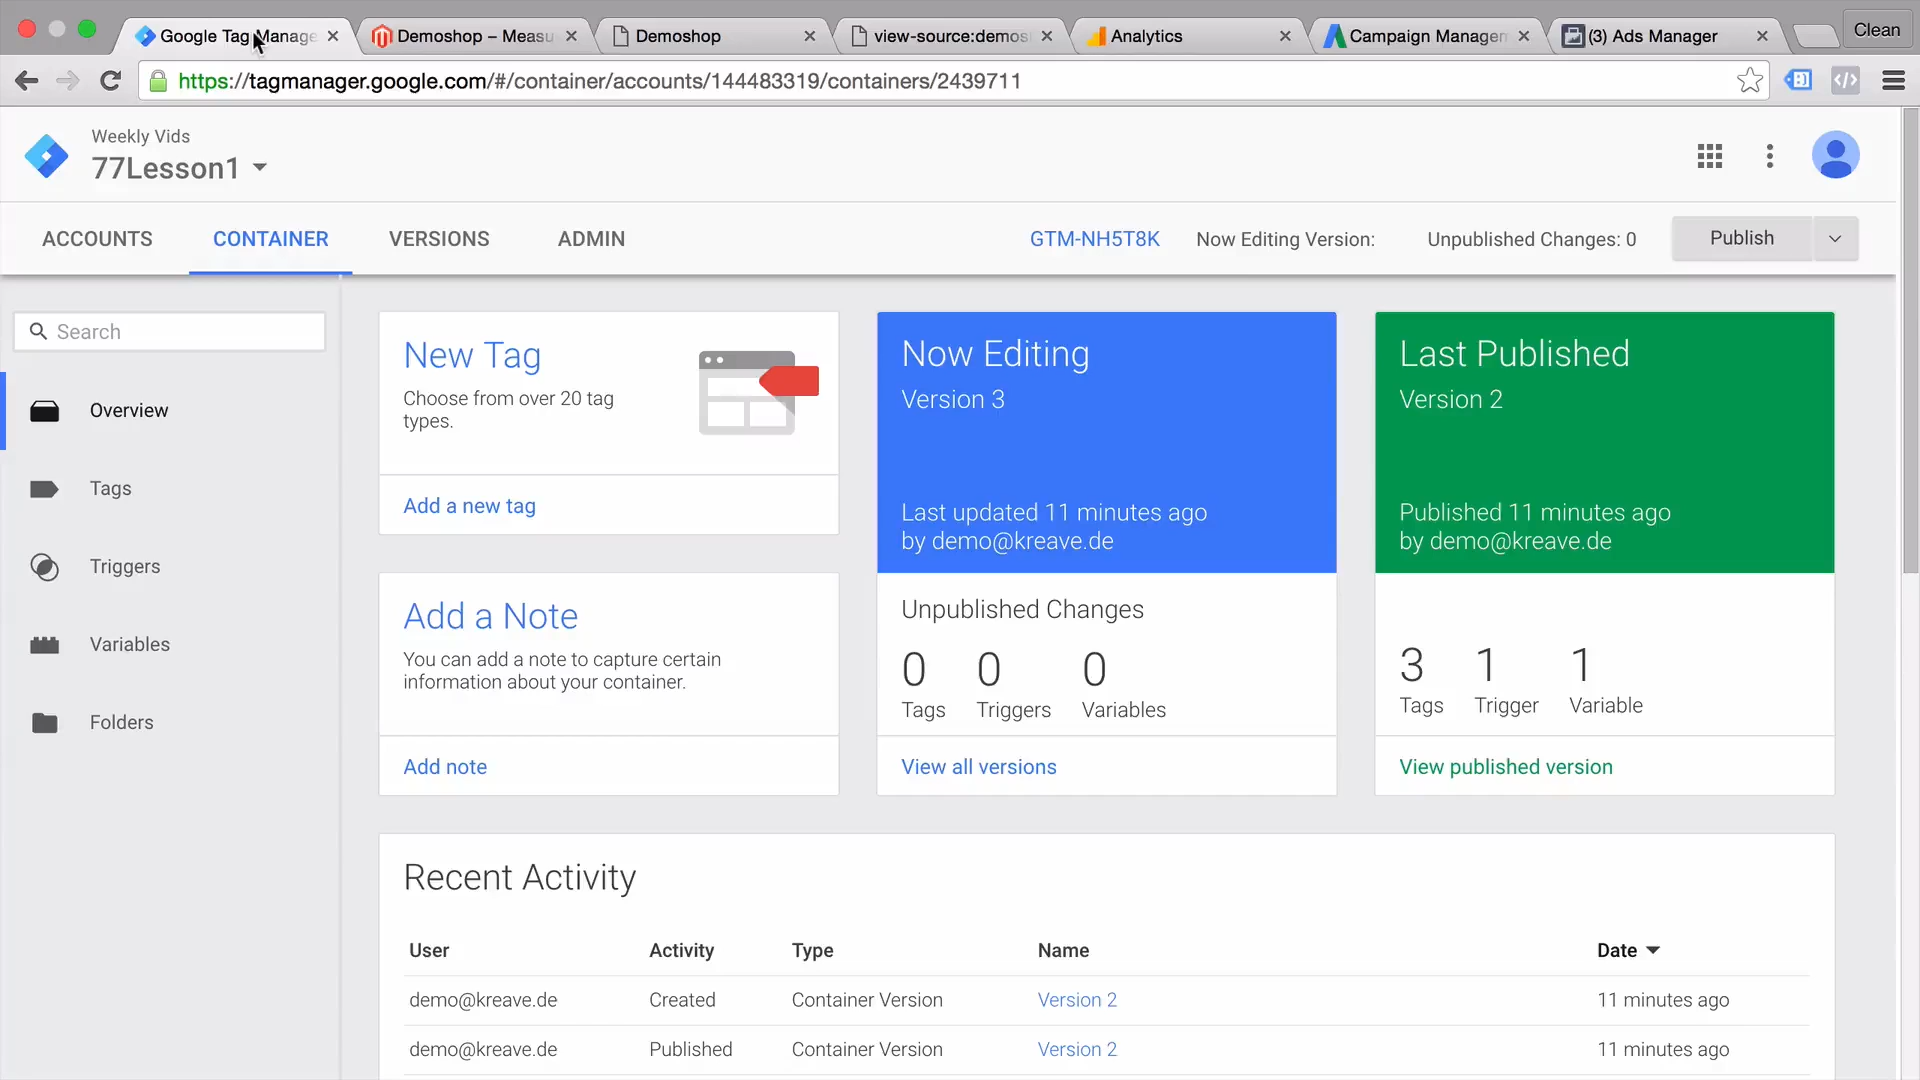 Google Tag Manage
Demoshop – Measu
Demoshop
view-source:demos
Analytics
Campaign Managem
(3) Ads Manager
Clean
https://tagmanager.google.com/#/container/accounts/144483319/containers/2439711
Weekly Vids
77Lesson1
ACCOUNTS
CONTAINER
VERSIONS
ADMIN
GTM-NH5T8K
Now Editing Version:
Unpublished Changes: 0
Publish
Search
Overview
Tags
Triggers
Variables
Folders
New Tag
Choose from over 20 tag
types.
Add a new tag
Add a Note
You can add a note to capture certain
information about your container.
Add note
Now Editing
Version 3
Last updated 11 minutes ago
by demo@kreave.de
Unpublished Changes
0 0 0
Tags Triggers Variables
View all versions
Last Published
Version 2
Published 11 minutes ago
by demo@kreave.de
3 1 1
Tags Trigger Variable
View published version
Recent Activity
User Activity Type Name Date
demo@kreave.de Created Container Version Version 2 11 minutes ago
demo@kreave.de Published Container Version Version 2 11 minutes ago